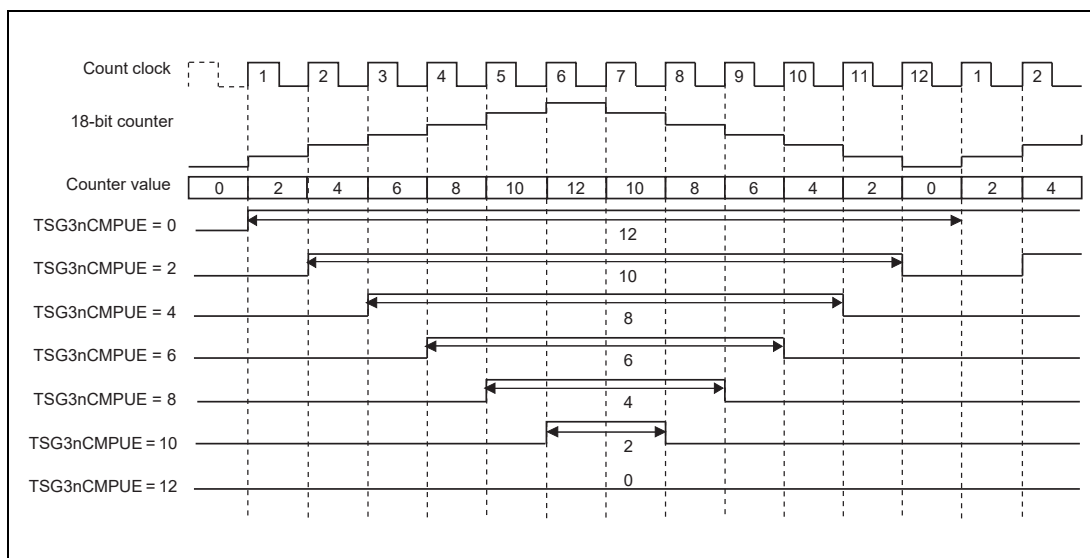 Count clock 1 2 3 4 5 6 7 8 9 10 11 12 1 2
18-bit counter
Counter value 0 2 4 6 8 10 12 10 8 6 4 2 0 2 4
TSG3nCMPUE = 0 12
TSG3nCMPUE = 2 10
TSG3nCMPUE = 4 8
TSG3nCMPUE = 6 6
TSG3nCMPUE = 8 4
TSG3nCMPUE = 10 2
TSG3nCMPUE = 12 0